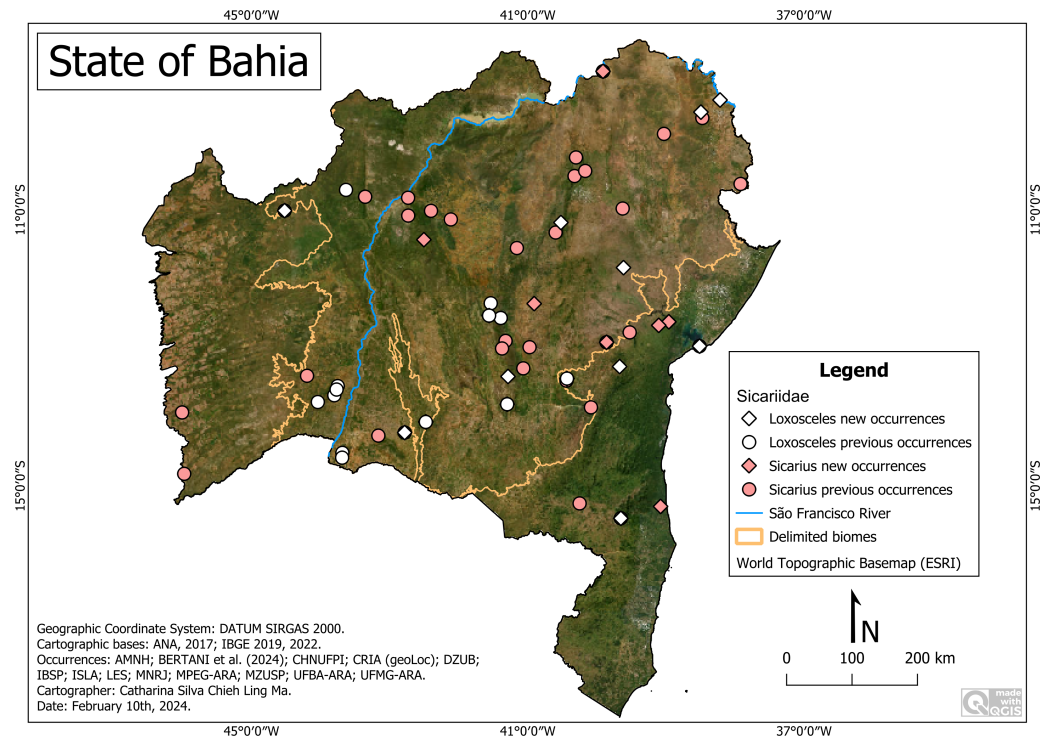 45°0'0"W 41°0'0"W 37°0'0"W
State of Bahia
11°0'0"S 11°0'0"S
15°0'0"S 15°0'0"S
Legend
Sicariidae
Loxosceles new occurrences
Loxosceles previous occurrences
Sicarius new occurrences
Sicarius previous occurrences
São Francisco River
Delimited biomes
World Topographic Basemap (ESRI)
N
0 100 200 km
Geographic Coordinate System: DATUM SIRGAS 2000.
Cartographic bases: ANA, 2017; IBGE 2019, 2022.
Occurrences: AMNH; BERTANI et al. (2024); CHNUFPI; CRIA (geoLoc); DZUB;
IBSP; ISLA; LES; MNRJ; MPEG-ARA; MZUSP; UFBA-ARA; UFMG-ARA.
Cartographer: Catharina Silva Chieh Ling Ma.
Date: February 10th, 2024.
made
with
QGIS
45°0'0"W 41°0'0"W 37°0'0"W